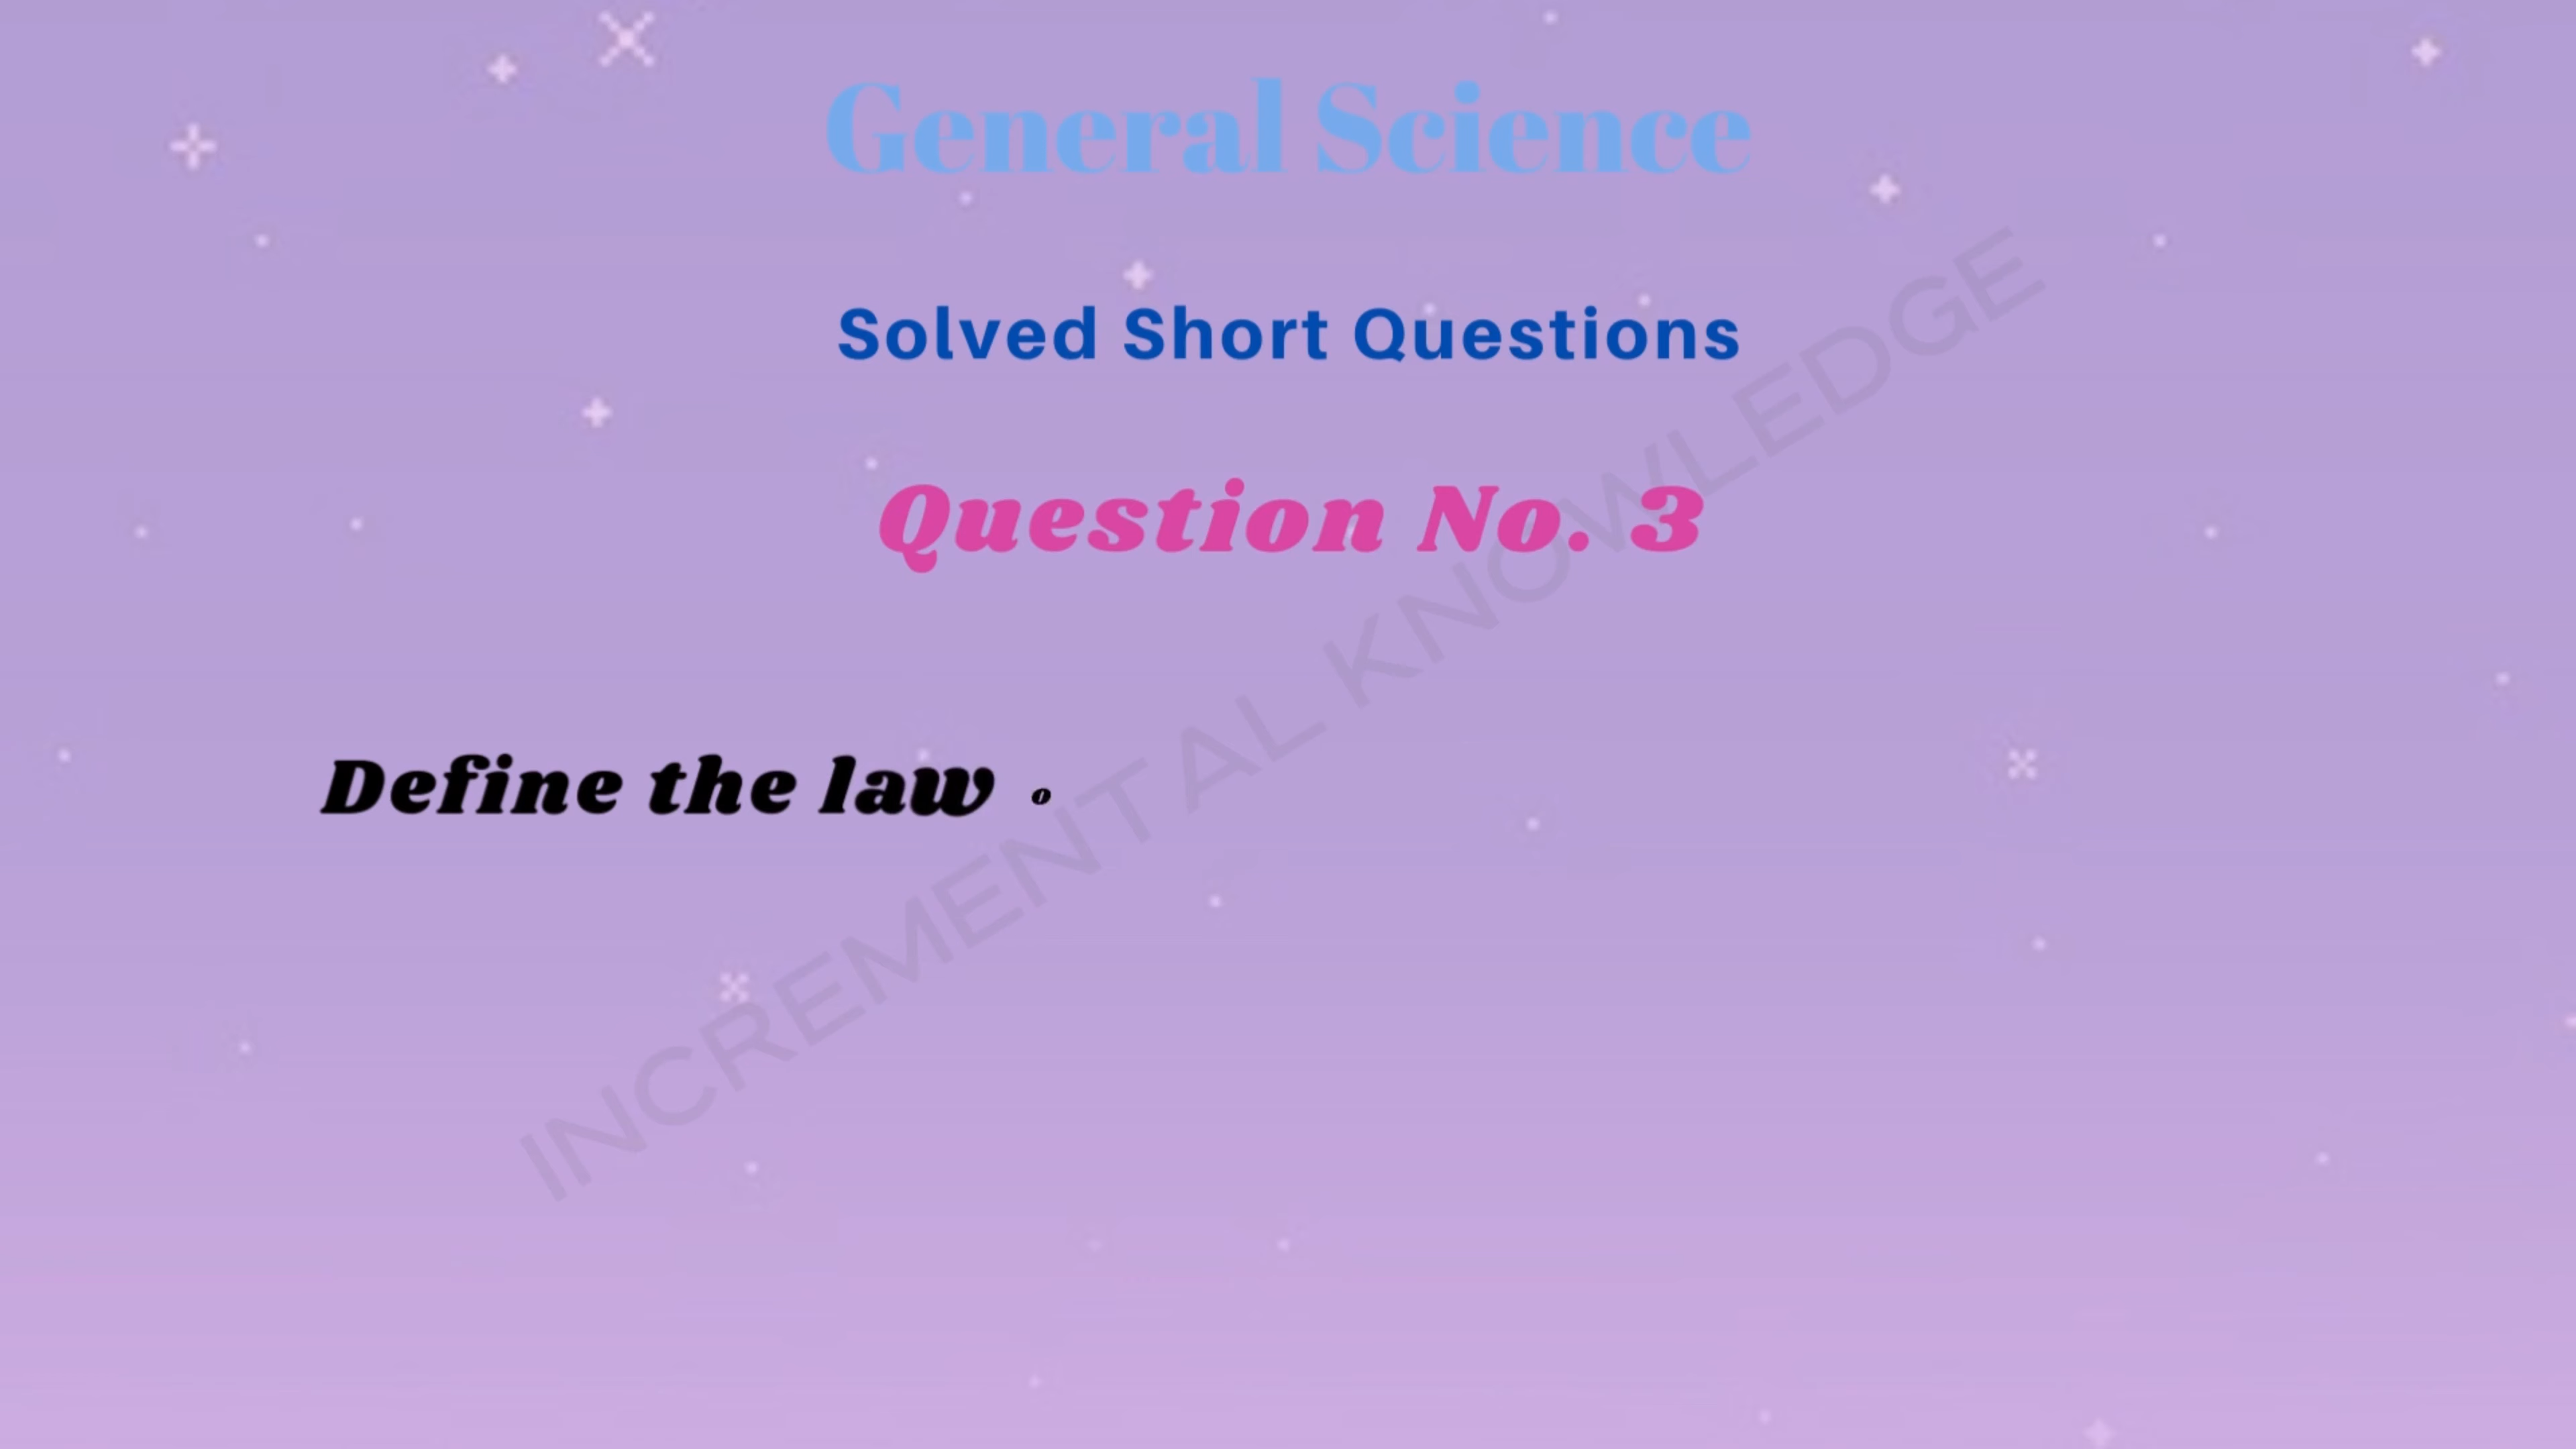 General Science
Solved Short Questions
Question No. 3
Define the law o
INCREMENTAL KNOWLEDGE